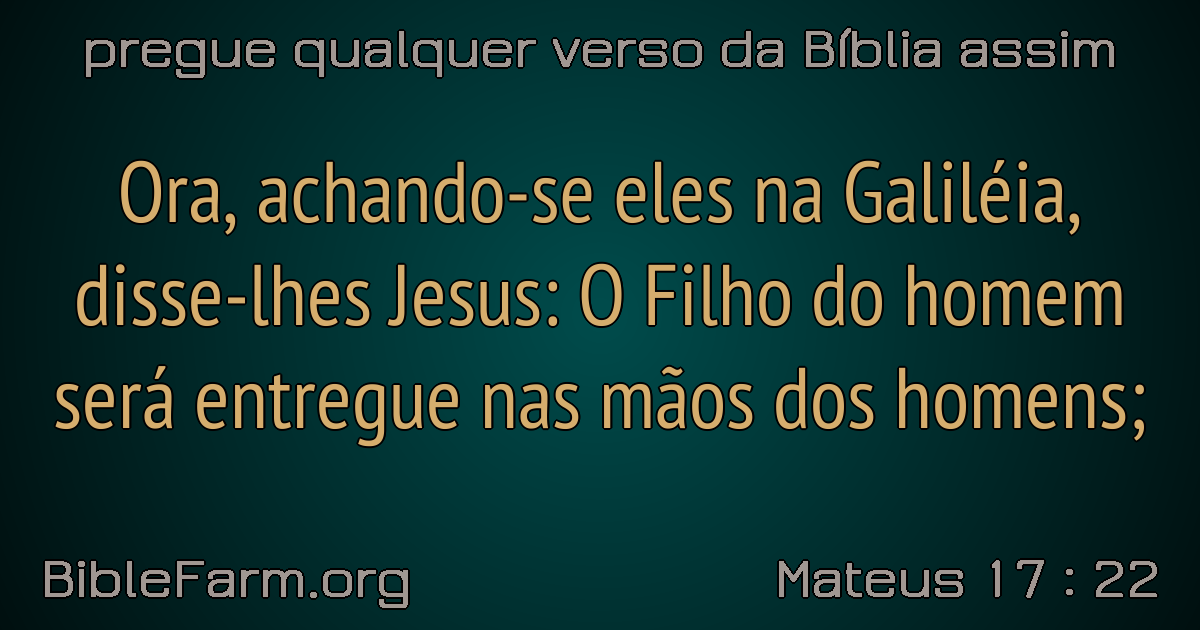 pregue qualquer verso da Bíblia assim
Ora, achando-se eles na Galiléia,
disse-lhes Jesus: O Filho do homem
será entregue nas mãos dos homens;
BibleFarm.org
Mateus 17 : 22